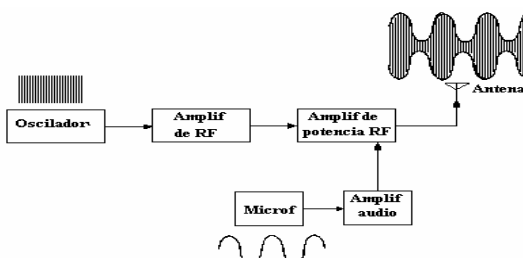 Antena
Oscilador
Amplif
de RF
Amplif de
potencia RF
Microf
Amplif
audio